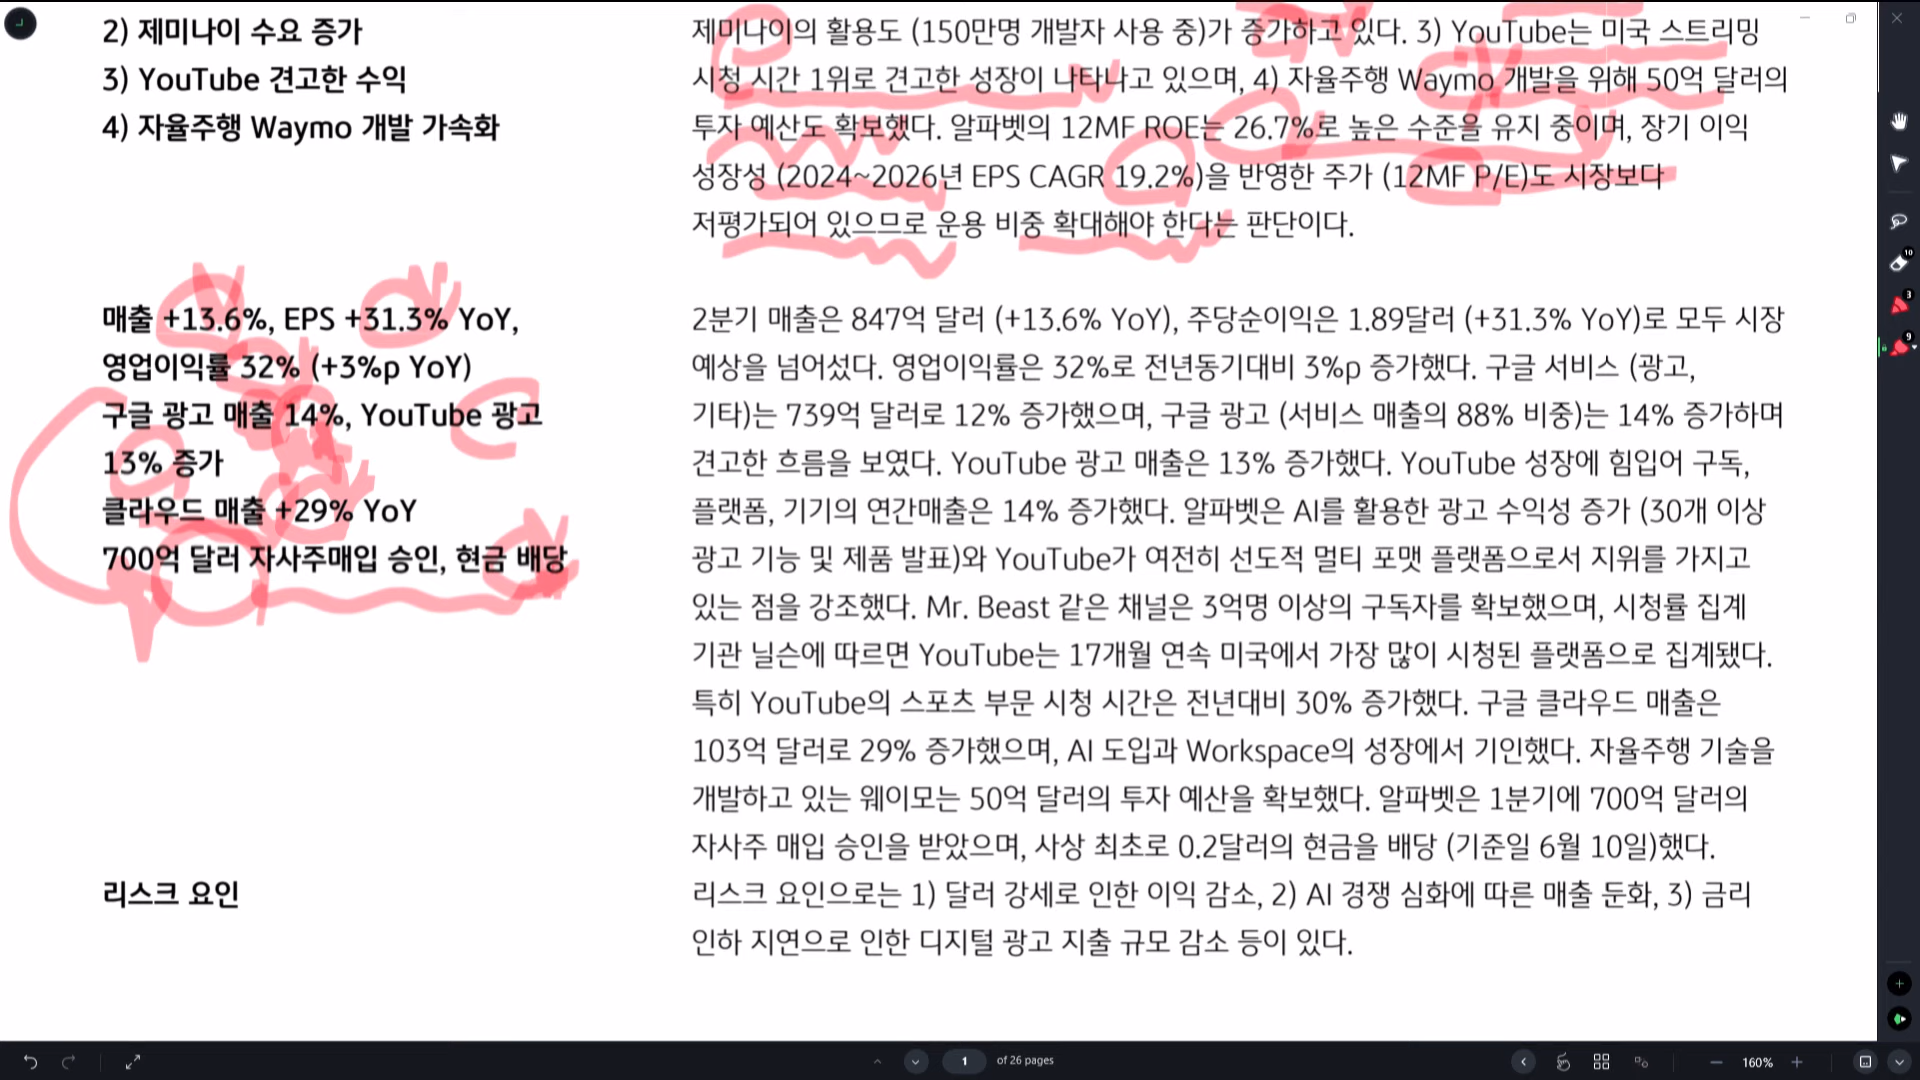 2) 제미나이 수요 증가
3) YouTube 견고한 수익
4) 자율주행 Waymo 개발 가속화
제미나이의 활용도 (150만명 개발자 사용 중)가 증가하고 있다. 3) YouTube는 미국 스트리밍
시청 시간 1위로 견고한 성장이 나타나고 있으며, 4) 자율주행 Waymo 개발을 위해 50억 달러의
투자 예산도 확보했다. 알파벳의 12MF ROE는 26.7%로 높은 수준을 유지 중이며, 장기 이익
성장성 (2024~2026년 EPS CAGR 19.2%)을 반영한 주가 (12MF P/E)도 시장보다
저평가되어 있으므로 운용 비중 확대해야 한다는 판단이다.
매출 +13.6%, EPS +31.3% YoY,
영업이익률 32% (+3%p YoY)
구글 광고 매출 14%, YouTube 광고
13% 증가
클라우드 매출 +29% YoY
700억 달러 자사주매입 승인, 현금 배당
2분기 매출은 847억 달러 (+13.6% YoY), 주당순이익은 1.89달러 (+31.3% YoY)로 모두 시장
예상을 넘어섰다. 영업이익률은 32%로 전년동기대비 3%p 증가했다. 구글 서비스 (광고,
기타)는 739억 달러로 12% 증가했으며, 구글 광고 (서비스 매출의 88% 비중)는 14% 증가하며
견고한 흐름을 보였다. YouTube 광고 매출은 13% 증가했다. YouTube 성장에 힘입어 구독,
플랫폼, 기기의 연간매출은 14% 증가했다. 알파벳은 AI를 활용한 광고 수익성 증가 (30개 이상
광고 기능 및 제품 발표)와 YouTube가 여전히 선도적 멀티 포맷 플랫폼으로서 지위를 가지고
있는 점을 강조했다. Mr. Beast 같은 채널은 3억명 이상의 구독자를 확보했으며, 시청률 집계
기관 닐슨에 따르면 YouTube는 17개월 연속 미국에서 가장 많이 시청된 플랫폼으로 집계됐다.
특히 YouTube의 스포츠 부문 시청 시간은 전년대비 30% 증가했다. 구글 클라우드 매출은
103억 달러로 29% 증가했으며, AI 도입과 Workspace의 성장에서 기인했다. 자율주행 기술을
개발하고 있는 웨이모는 50억 달러의 투자 예산을 확보했다. 알파벳은 1분기에 700억 달러의
자사주 매입 승인을 받았으며, 사상 최초로 0.2달러의 현금을 배당 (기준일 6월 10일)했다.
리스크 요인
리스크 요인으로는 1) 달러 강세로 인한 이익 감소, 2) AI 경쟁 심화에 따른 매출 둔화, 3) 금리
인하 지연으로 인한 디지털 광고 지출 규모 감소 등이 있다.
10
3
9
1 of 26 pages
160%